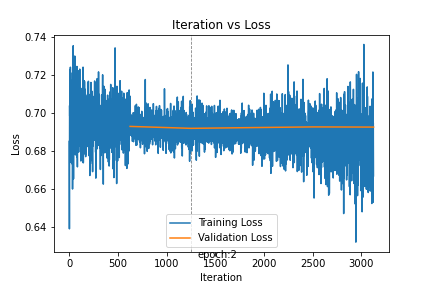 Iteration vs Loss
0.74
0.72
0.70
0.68
0.66
0.64
Loss
Training Loss
Validation Loss
epoch:2
0 500 1000 1500 2000 2500 3000
Iteration